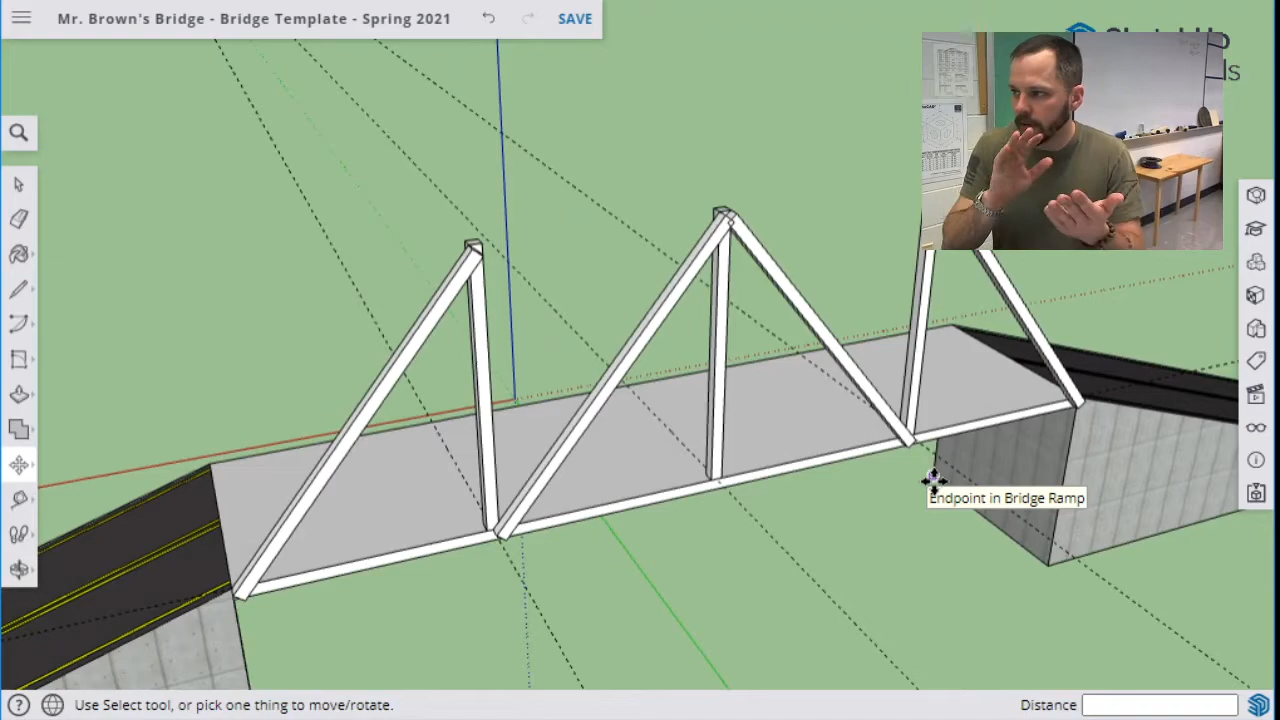 Mr. Brown's Bridge - Bridge Template - Spring 2021
SAVE
Endpoint in Bridge Ramp
Use Select tool, or pick one thing to move/rotate.
Distance